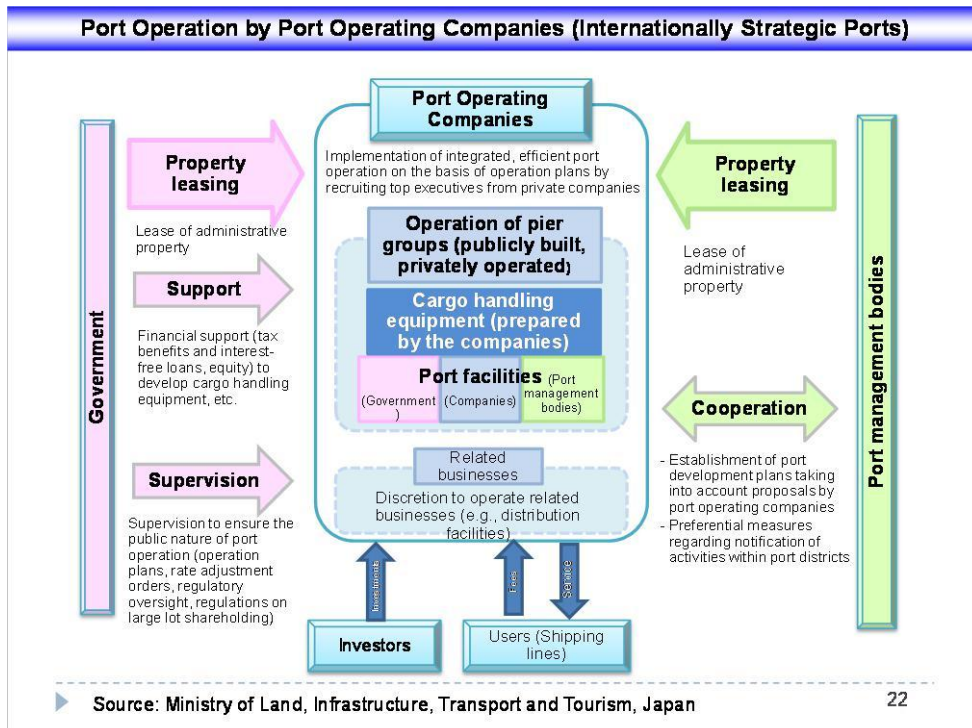 Port Operation by Port Operating Companies (Internationally Strategic Ports)
Government
Property
leasing
Lease of administrative
property
Support
Financial support (tax
benefits and interest-
free loans, equity) to
develop cargo handling
equipment, etc.
Supervision
Supervision to ensure the
public nature of port
operation (operation
plans, rate adjustment
orders, regulatory
oversight, regulations on
large lot shareholding)
Port Operating
Companies
Implementation of integrated, efficient port
operation on the basis of operation plans by
recruiting top executives from private companies
Operation of pier
groups (publicly built,
privately operated)
Cargo handling
equipment (prepared
by the companies)
Port facilities (Port
management
bodies)
(Government
)
(Companies)
Related
businesses
Discretion to operate related
businesses (e.g., distribution
facilities)
Investments
Fees
Service
Investors
Users (Shipping
lines)
Property
leasing
Lease of
administrative
property
Cooperation
- Establishment of port
development plans taking
into account proposals by
port operating companies
- Preferential measures
regarding notification of
activities within port districts
Port management bodies
Source: Ministry of Land, Infrastructure, Transport and Tourism, Japan
22